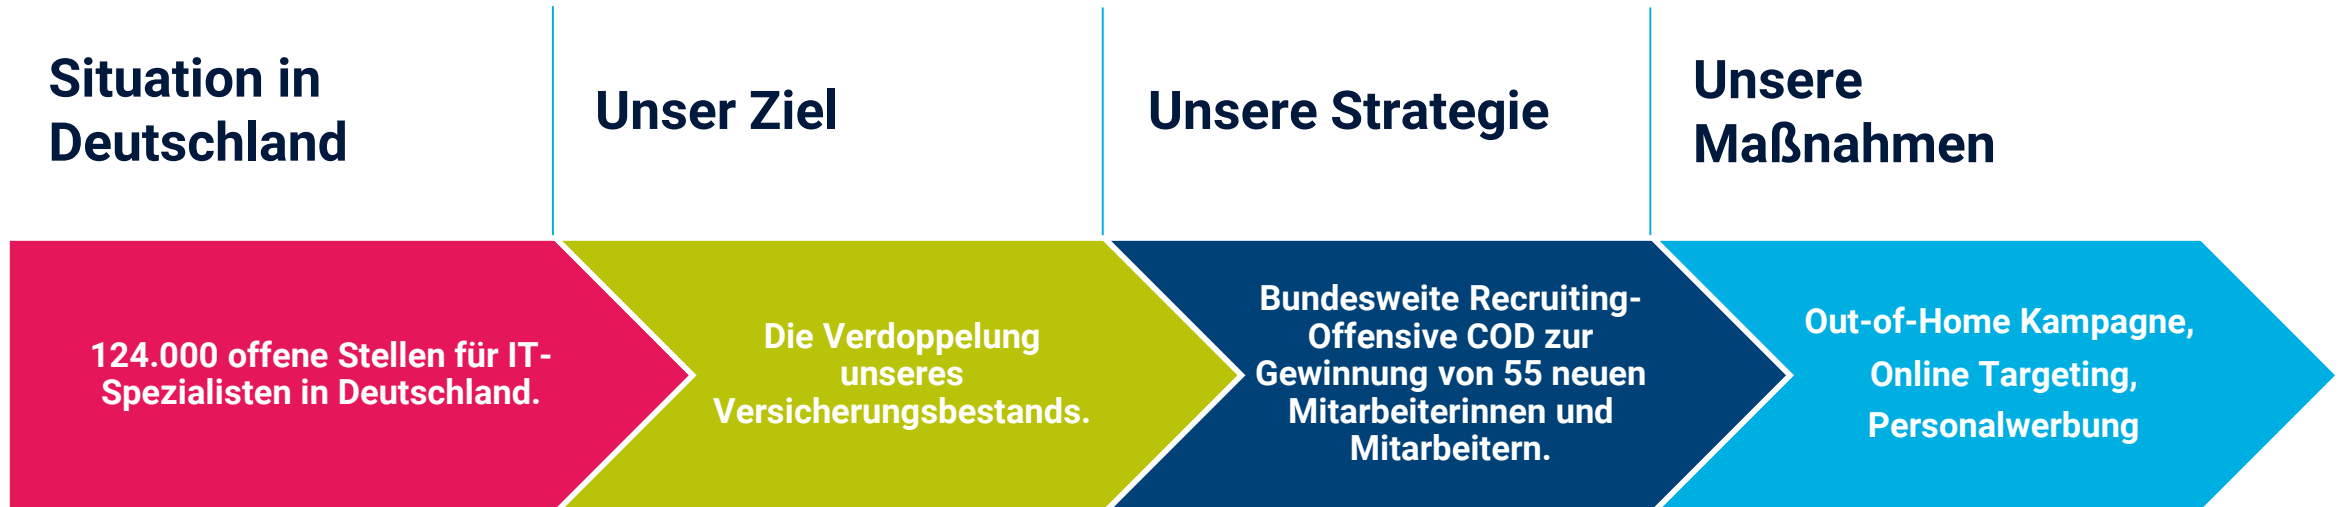 Situation in
Deutschland
Unser Ziel
Unsere Strategie
Unsere
Maßnahmen
124.000 offene Stellen für IT-
Spezialisten in Deutschland.
Die Verdoppelung
unseres
Versicherungsbestands.
Bundesweite Recruiting-
Offensive COD zur
Gewinnung von 55 neuen
Mitarbeiterinnen und
Mitarbeitern.
Out-of-Home Kampagne,
Online Targeting,
Personalwerbung